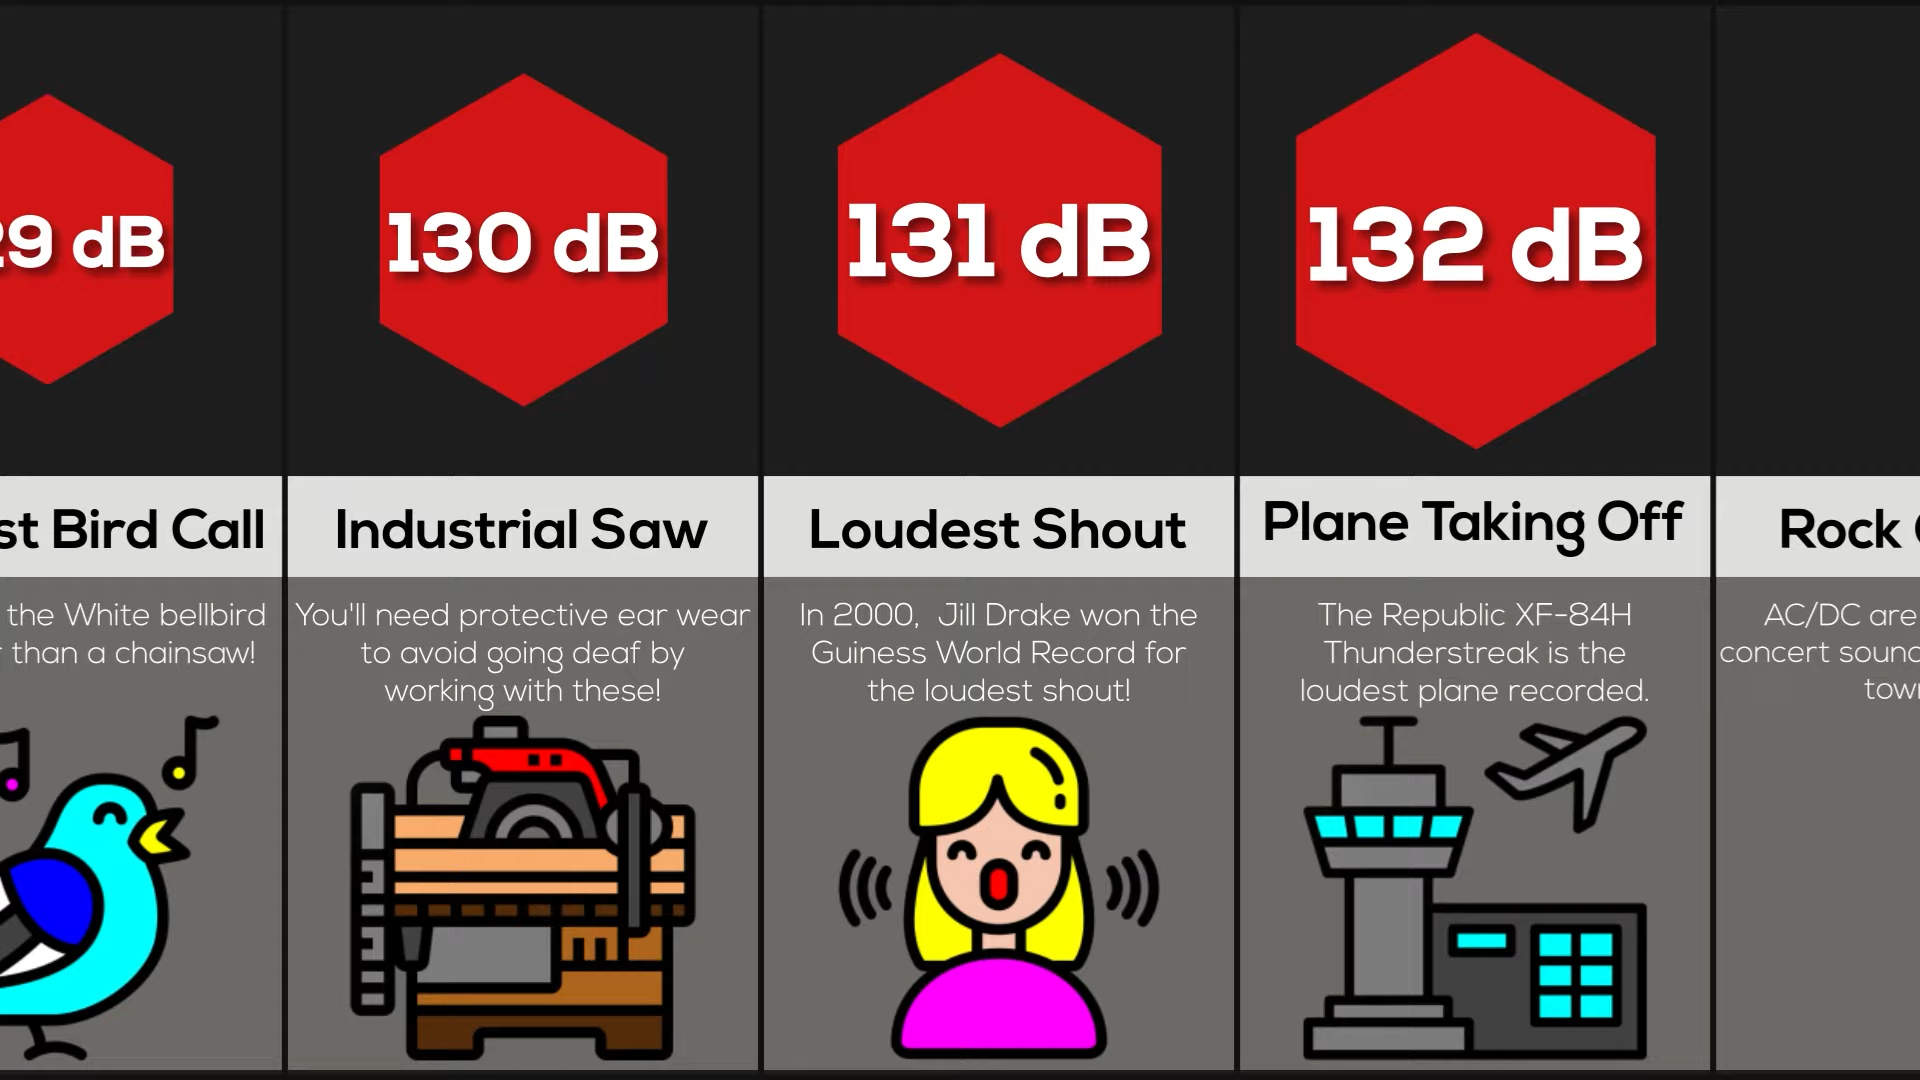 29 dB
130 dB
131 dB
132 dB
st Bird Call
the White bellbird
than a chainsaw!
Industrial Saw
You'll need protective ear wear
to avoid going deaf by
working with these!
Loudest Shout
In 2000,  Jill Drake won the
Guiness World Record for
the loudest shout!
Plane Taking Off
The Republic XF-84H
Thunderstreak is the
loudest plane recorded.
Rock
AC/DC are
concert soun
tow